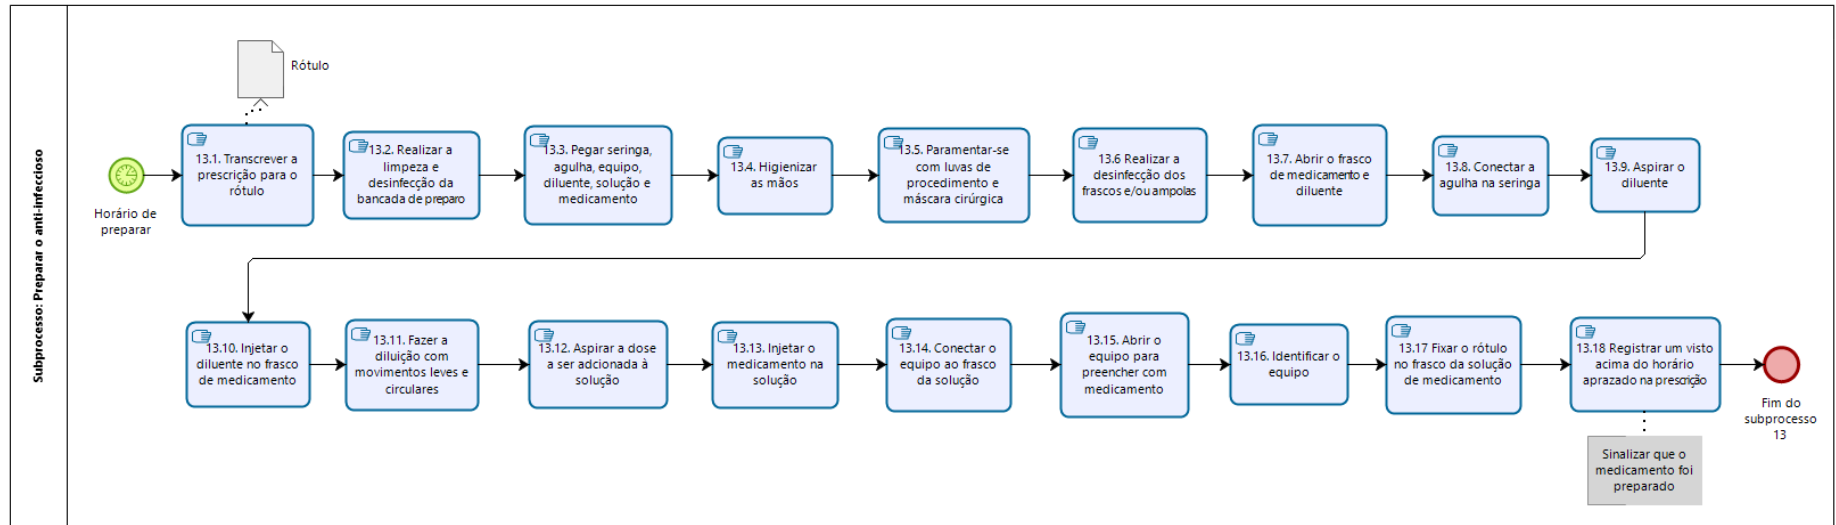 Subprocesso: Preparar o anti-infeccioso
Rótulo
Horário de
preparar
13.1. Transcrever a
prescrição para o
rótulo
13.2. Realizar a
limpeza e
desinfecção da
bancada de preparo
13.3. Pegar seringa,
agulha, equipo,
diluente, solução e
medicamento
13.4. Higienizar
as mãos
13.5. Paramentar-se
com luvas de
procedimento e
máscara cirúrgica
13.6 Realizar a
desinfecção dos
frascos e/ou ampolas
13.7. Abrir o frasco
de medicamento e
diluente
13.8. Conectar a
agulha na seringa
13.9. Aspirar o
diluente
13.10. Injetar o
diluente no frasco
de medicamento
13.11. Fazer a
diluição com
movimentos leves e
circulares
13.12. Aspirar a dose
a ser adcionada à
solução
13.13. Injetar o
medicamento na
solução
13.14. Conectar o
equipo ao frasco
da solução
13.15. Abrir o
equipo para
preencher com
medicamento
13.16. Identificar o
equipo
13.17 Fixar o rótulo
no frasco da solução
de medicamento
13.18 Registrar um visto
acima do horário
aprazado na prescrição
Fim do
subprocesso
13
Sinalizar que o
medicamento foi
preparado